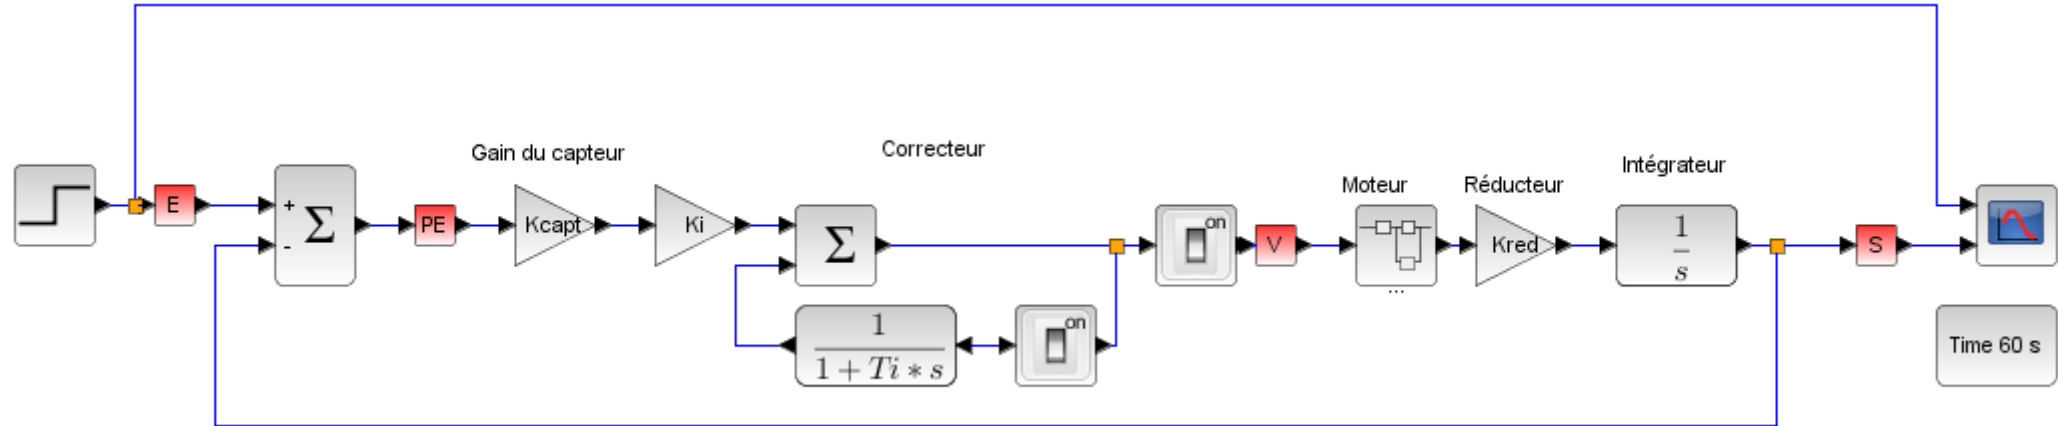 Gain du capteur
Correcteur
Moteur
Réducteur
Intégrateur
E
+
-
Σ
PE
Kcapt
Ki
Σ
on
V
...
Kred
1
s
S
1
1 + Ti ∗ s
on
Time 60 s